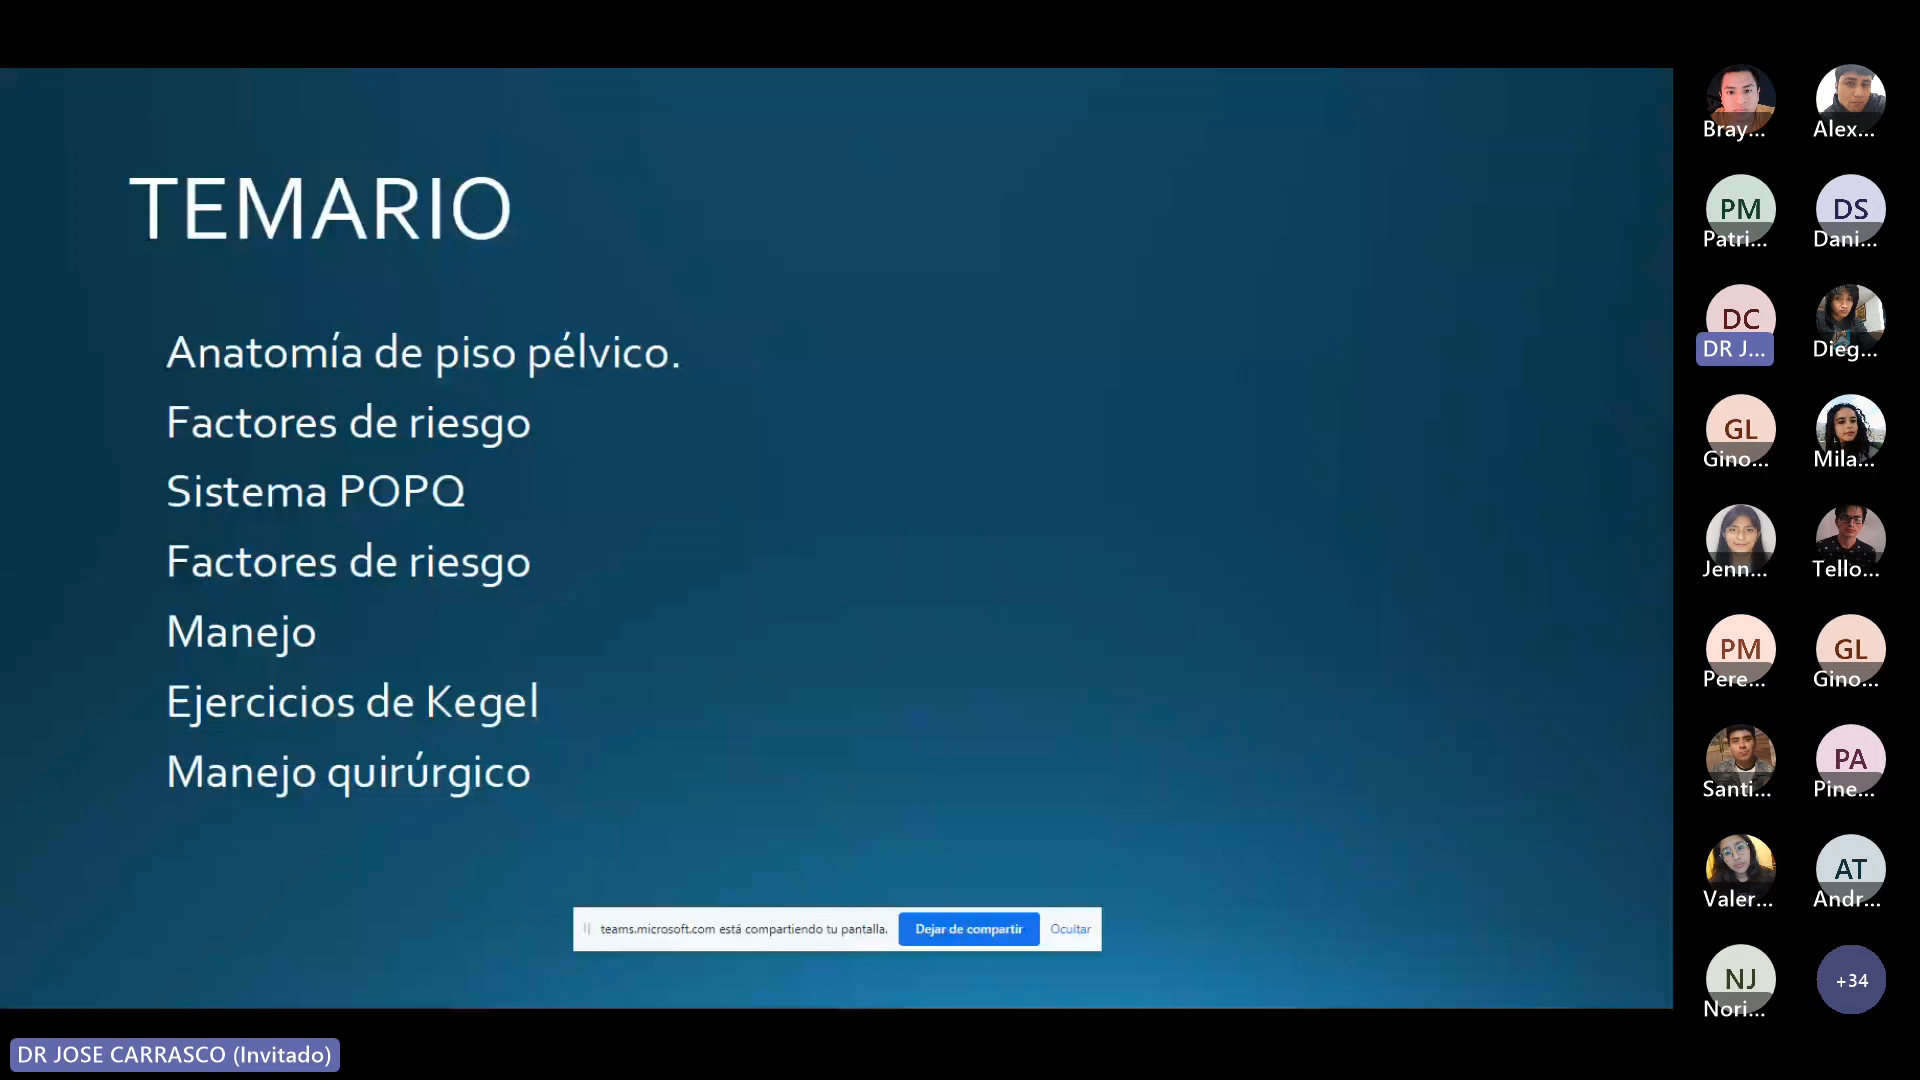 TEMARIO
Anatomía de piso pélvico.
Factores de riesgo
Sistema POPQ
Factores de riesgo
Manejo
Ejercicios de Kegel
Manejo quirúrgico
teams.microsoft.com está compartiendo tu pantalla. Dejar de compartir Ocultar
Bray... Alex...
PM DS
Patri... Dani...
DC
DR J... Dieg...
GL
Gino... Mila...
Jenn... Tello...
PM GL
Pere... Gino...
PA
Santi... Pine...
AT
Valer... Andr...
NJ +34
Nori...
DR JOSE CARRASCO (Invitado)